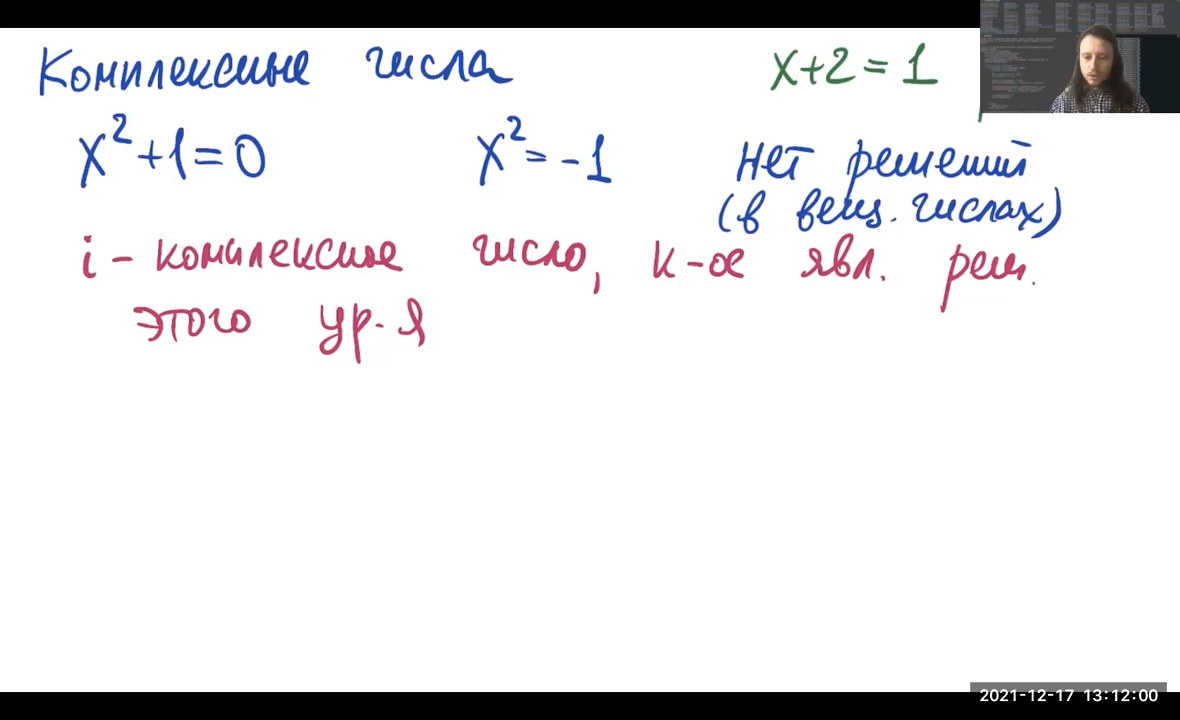 Комплексные числа
x+2=1
x²+1=0 x²=-1 нет решений
(в вещ. числах)
i - комплексное число, к-ое явл. реш.
этого ур-я
2021-12-17 13:12:00